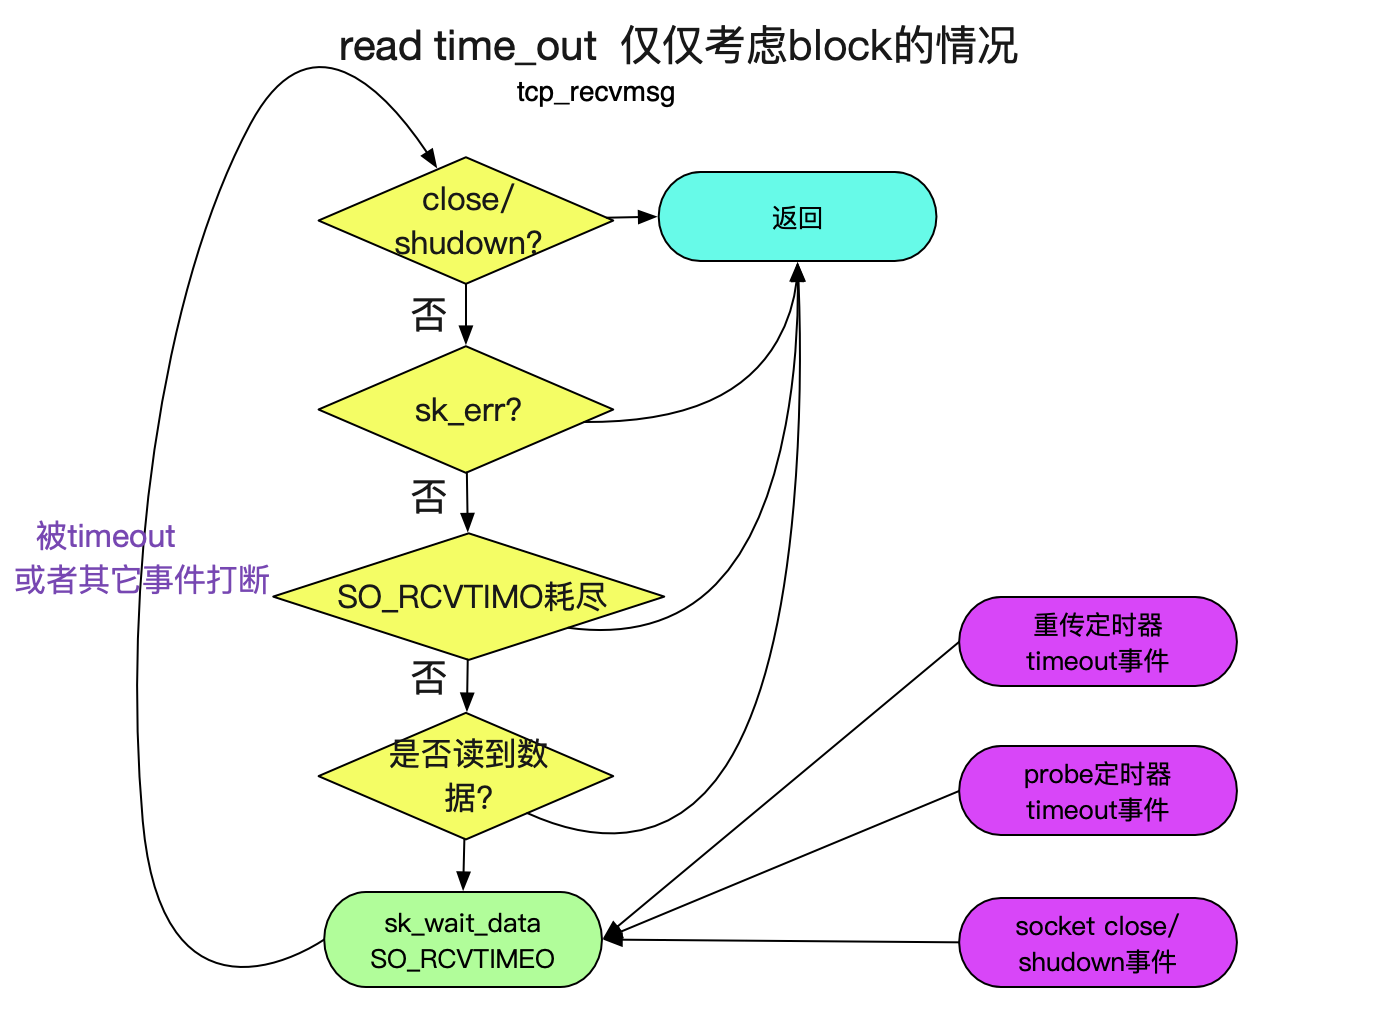 read time_out 仅仅考虑block的情况
tcp_recvmsg
close/
shudown?
返回
否
sk_err?
否
被timeout
或者其它事件打断
SO_RCVTIMO耗尽
否
重传定时器
timeout事件
是否读到数
据?
probe定时器
timeout事件
sk_wait_data
SO_RCVTIMEO
socket close/
shudown事件